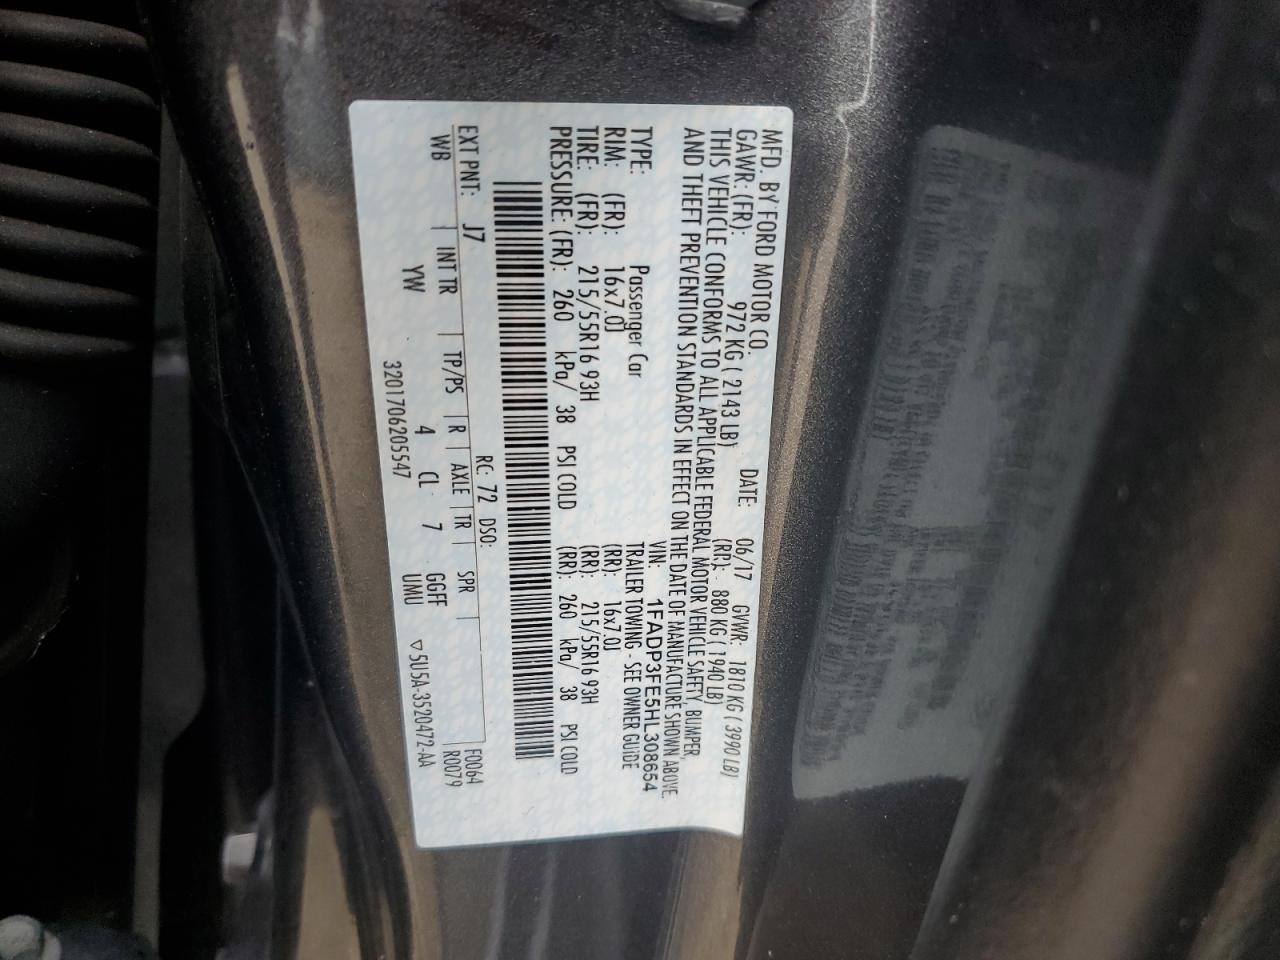 MFD. BY FORD MOTOR CO.
DATE: 06/17 GVWR: 1810 KG ( 3990 LB)
GAWR: (FR): 972 KG ( 2143 LB) (RR): 880 KG ( 1940 LB)
THIS VEHICLE CONFORMS TO ALL APPLICABLE FEDERAL MOTOR VEHICLE SAFETY, BUMPER,
AND THEFT PREVENTION STANDARDS IN EFFECT ON THE DATE OF MANUFACTURE SHOWN ABOVE.
VIN: 1FADP3FE5HL308654
TYPE: Passenger Car TRAILER TOWING - SEE OWNER GUIDE
RIM: (FR): 16x7.0J (RR): 16x7.0J
TIRE: (FR): 215/55R16 93H (RR): 215/55R16 93H
PRESSURE: (FR): 260 kPa/ 38 PSI COLD (RR): 260 kPa/ 38 PSI COLD
RC: 72 DSO: F0064
EXT PNT: J7 R0079
WB INT TR TP/PS R AXLE TR SPR
YW 4 CL 7 GGFF
UMU
3201706205547 ▽5U5A-3520472-AA